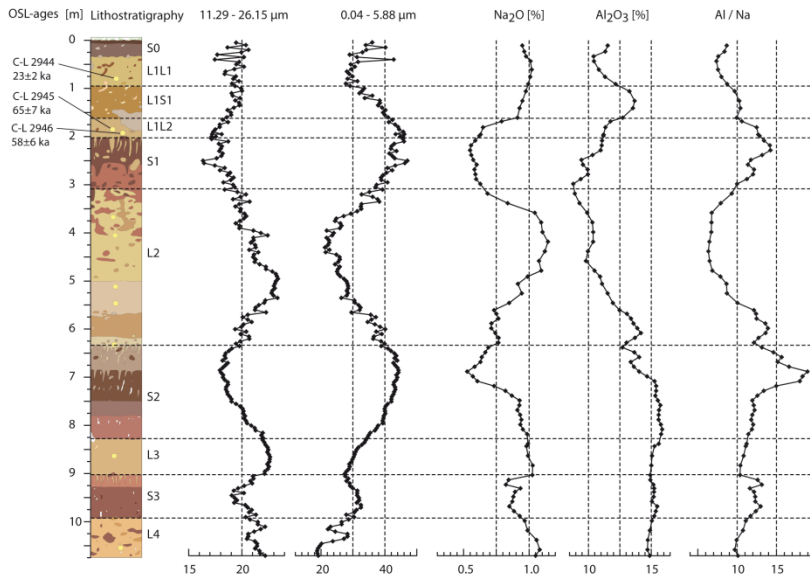 OSL-ages [m] Lithostratigraphy 11.29 - 26.15 µm 0.04 - 5.88 µm Na₂O [%] Al₂O₃ [%] Al / Na
0
S0
C-L 2944
23±2 ka
L1L1
1
C-L 2945
65±7 ka
L1S1
C-L 2946
58±6 ka
L1L2
2
S1
3
4
L2
5
6
7
S2
8
L3
9
S3
10
L4
15 20 20 30 40 0.5 1.0 10 15 10 15